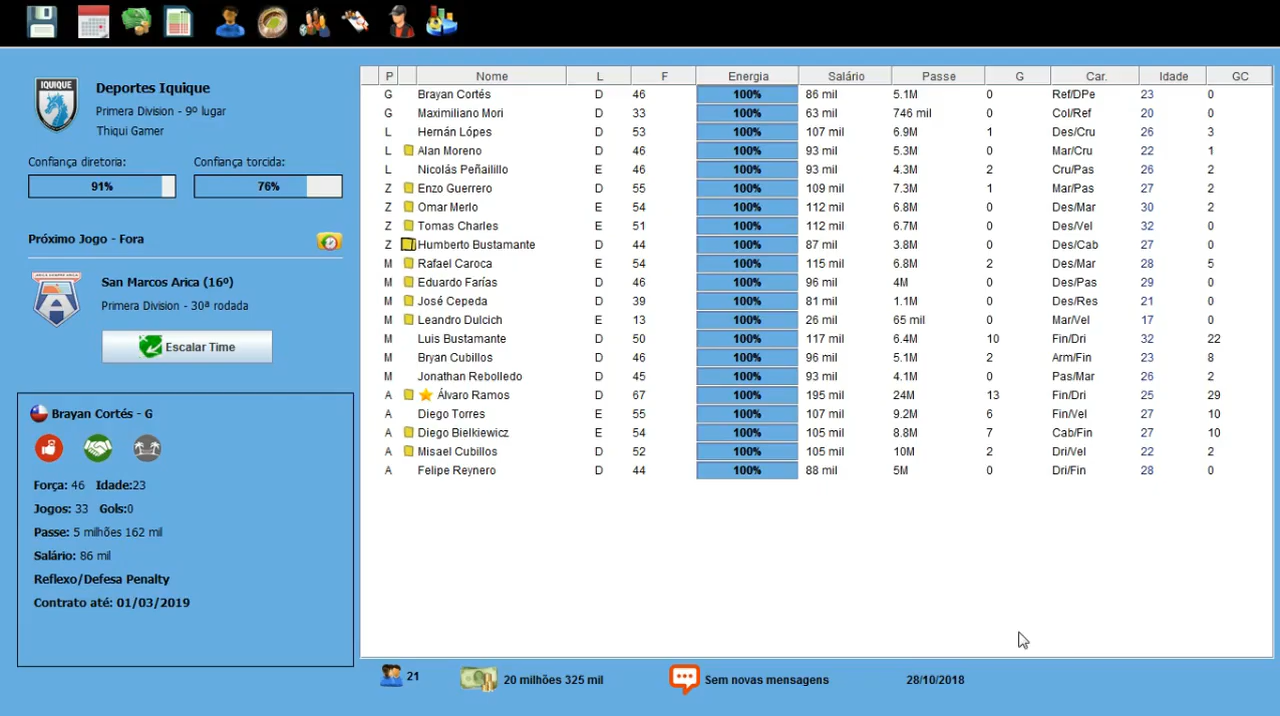 IQUIQUE
Deportes Iquique
Primera Division - 9º lugar
Thiqui Gamer
Confiança diretoria: Confiança torcida:
91% 76%
Próximo Jogo - Fora
San Marcos Arica (16º)
Primera Division - 30ª rodada
Escalar Time
Brayan Cortés - G
Força: 46 Idade:23
Jogos: 33 Gols:0
Passe: 5 milhões 162 mil
Salário: 86 mil
Reflexo/Defesa Penalty
Contrato até: 01/03/2019
P Nome L F Energia Salário Passe G Car. Idade GC
G Brayan Cortés D 46 100% 86 mil 5.1M 0 Ref/DPe 23 0
G Maximiliano Mori D 33 100% 63 mil 746 mil 0 Col/Ref 20 0
L Hernán Lópes D 53 100% 107 mil 6.9M 1 Des/Cru 26 3
L Alan Moreno D 46 100% 93 mil 5.3M 0 Mar/Cru 22 1
L Nicolás Peñailillo E 46 100% 93 mil 4.3M 2 Cru/Pas 26 2
Z Enzo Guerrero D 55 100% 109 mil 7.3M 1 Mar/Pas 27 2
Z Omar Merlo E 54 100% 112 mil 6.8M 0 Des/Mar 30 2
Z Tomas Charles E 51 100% 112 mil 6.7M 0 Des/Vel 32 0
Z Humberto Bustamante D 44 100% 87 mil 3.8M 0 Des/Cab 27 0
M Rafael Caroca E 54 100% 115 mil 6.8M 2 Des/Mar 28 5
M Eduardo Farías D 46 100% 96 mil 4M 0 Des/Pas 29 0
M José Cepeda D 39 100% 81 mil 1.1M 0 Des/Res 21 0
M Leandro Dulcich E 13 100% 26 mil 65 mil 0 Mar/Vel 17 0
M Luis Bustamante D 50 100% 117 mil 6.4M 10 Fin/Dri 32 22
M Bryan Cubillos D 46 100% 96 mil 5.1M 2 Arm/Fin 23 8
M Jonathan Rebolledo D 45 100% 93 mil 4.1M 0 Pas/Mar 26 2
A Álvaro Ramos D 67 100% 195 mil 24M 13 Fin/Dri 25 29
A Diego Torres E 55 100% 107 mil 9.2M 6 Fin/Vel 27 10
A Diego Bielkiewicz E 54 100% 105 mil 8.8M 7 Cab/Fin 27 10
A Misael Cubillos D 52 100% 105 mil 10M 2 Dri/Vel 22 2
A Felipe Reynero D 44 100% 88 mil 5M 0 Dri/Fin 28 0
21 20 milhões 325 mil Sem novas mensagens 28/10/2018